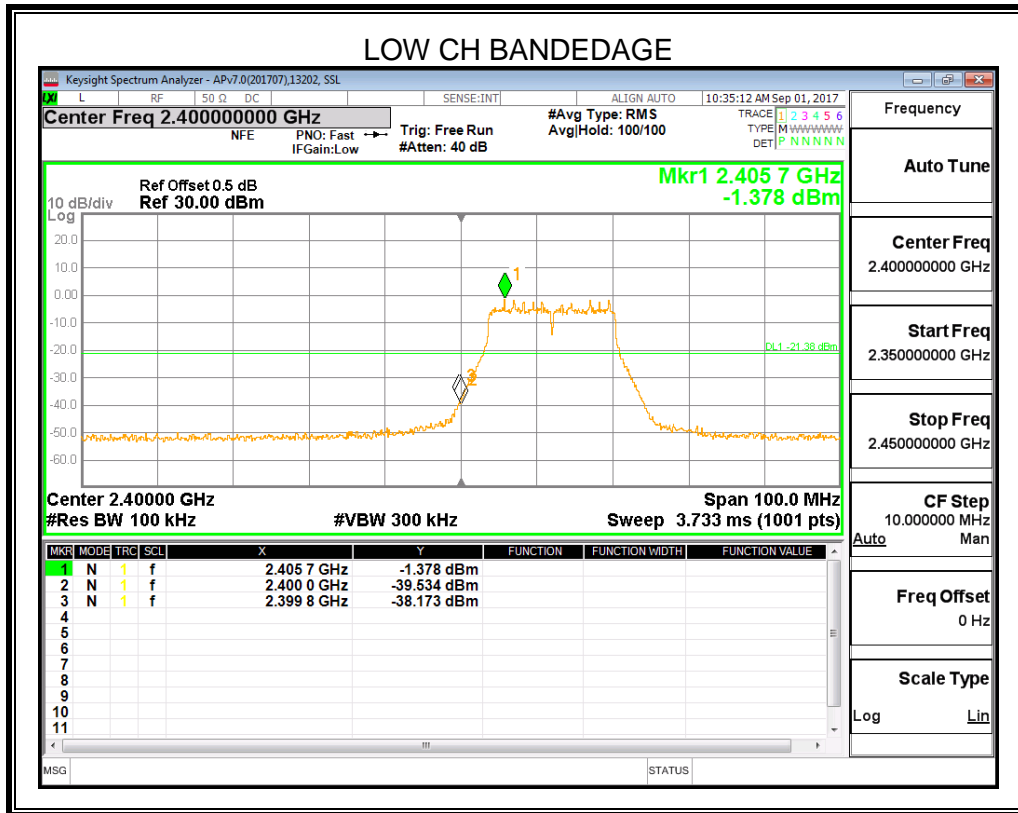 LOW CH BANDEDAGE
Keysight Spectrum Analyzer - APv7.0(201707),13202, SSL
LXI L RF 50 Ω DC SENSE:INT ALIGN AUTO 10:35:12 AM Sep 01, 2017
Center Freq 2.400000000 GHz
NFE
PNO: Fast
IFGain:Low
Trig: Free Run
#Atten: 40 dB
#Avg Type: RMS
Avg|Hold: 100/100
TRACE 1 2 3 4 5 6
TYPE M WWWWW
DET P N N N N N
Mkr1 2.405 7 GHz
-1.378 dBm
Ref Offset 0.5 dB
10 dB/div Ref 30.00 dBm
Log
20.0
10.0
0.00
-10.0
-20.0
-30.0
-40.0
-50.0
-60.0
1
DL1 -21.38 dBm
Center 2.40000 GHz Span 100.0 MHz
#Res BW 100 kHz #VBW 300 kHz Sweep 3.733 ms (1001 pts)
MKR MODE TRC SCL X Y FUNCTION FUNCTION WIDTH FUNCTION VALUE
1 N 1 f 2.405 7 GHz -1.378 dBm
2 N 1 f 2.400 0 GHz -39.534 dBm
3 N 1 f 2.399 8 GHz -38.173 dBm
4
5
6
7
8
9
10
11
MSG STATUS
Frequency
Auto Tune
Center Freq
2.400000000 GHz
Start Freq
2.350000000 GHz
Stop Freq
2.450000000 GHz
CF Step
10.000000 MHz
Auto Man
Freq Offset
0 Hz
Scale Type
Log Lin